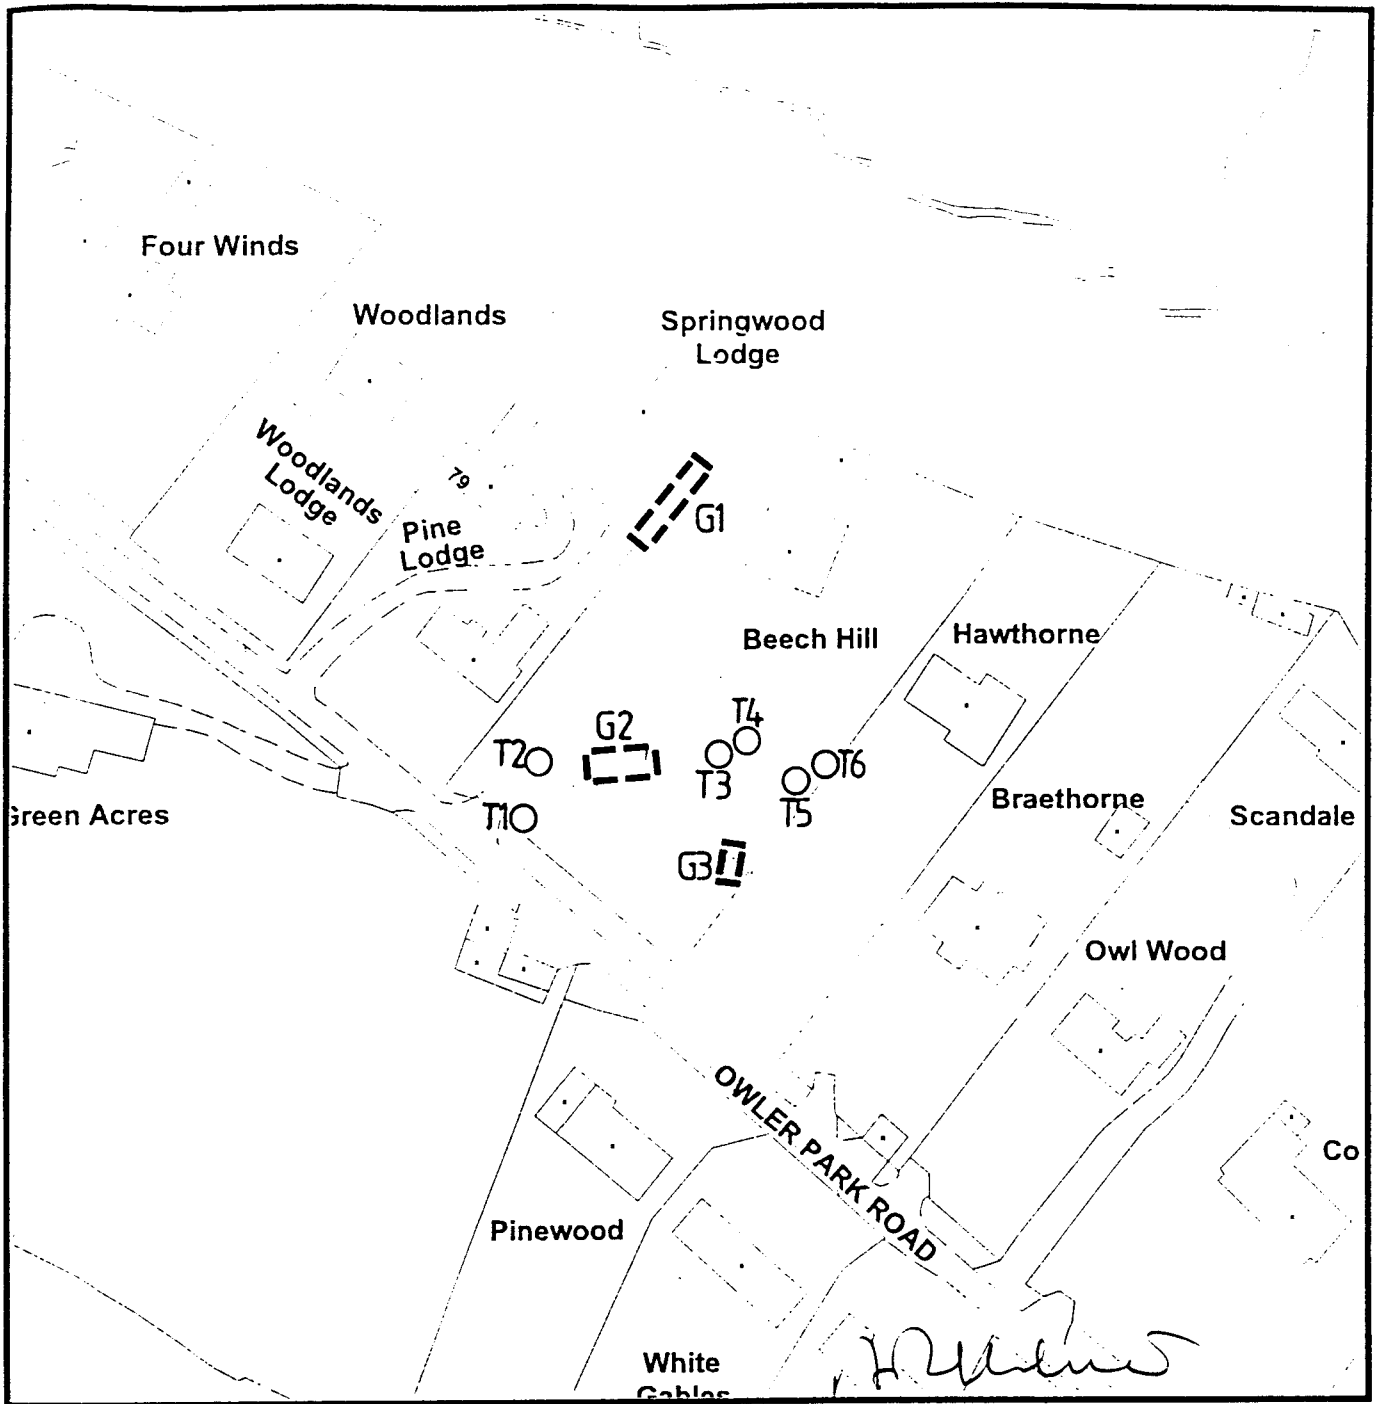 Four Winds
Woodlands
Springwood
Lodge
Woodlands
Lodge
79
Pine
Lodge
G1
Beech Hill
Hawthorne
T4
G2
T2
T3
T6
T5
T1
G3
Braethorne
Scandale
Green Acres
Owl Wood
OWLER PARK ROAD
Co
Pinewood
White
Gables